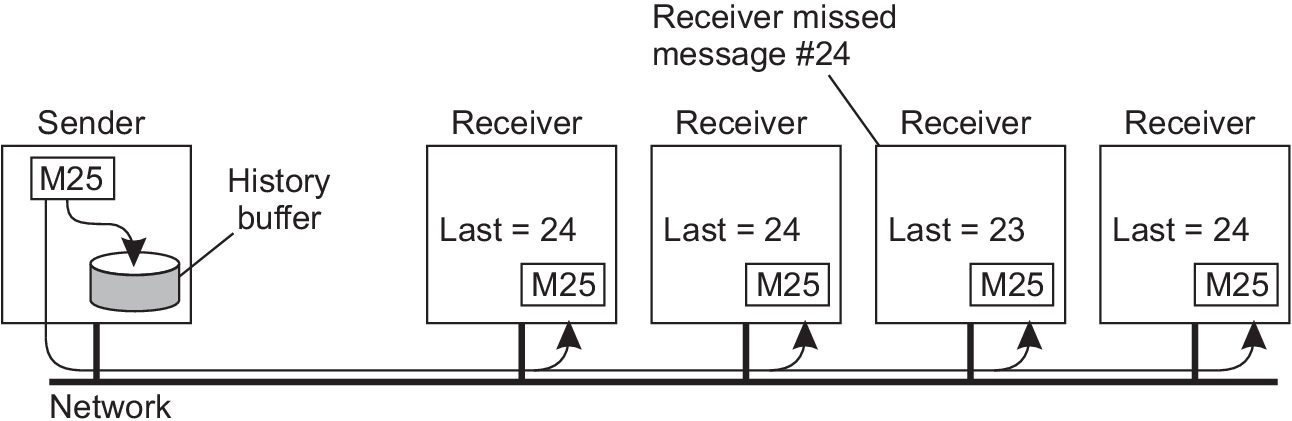 Receiver missed
message #24
Sender
Receiver
Receiver
Receiver
Receiver
M25
History
buffer
Last = 24
Last = 24
Last = 23
Last = 24
M25
M25
M25
M25
Network